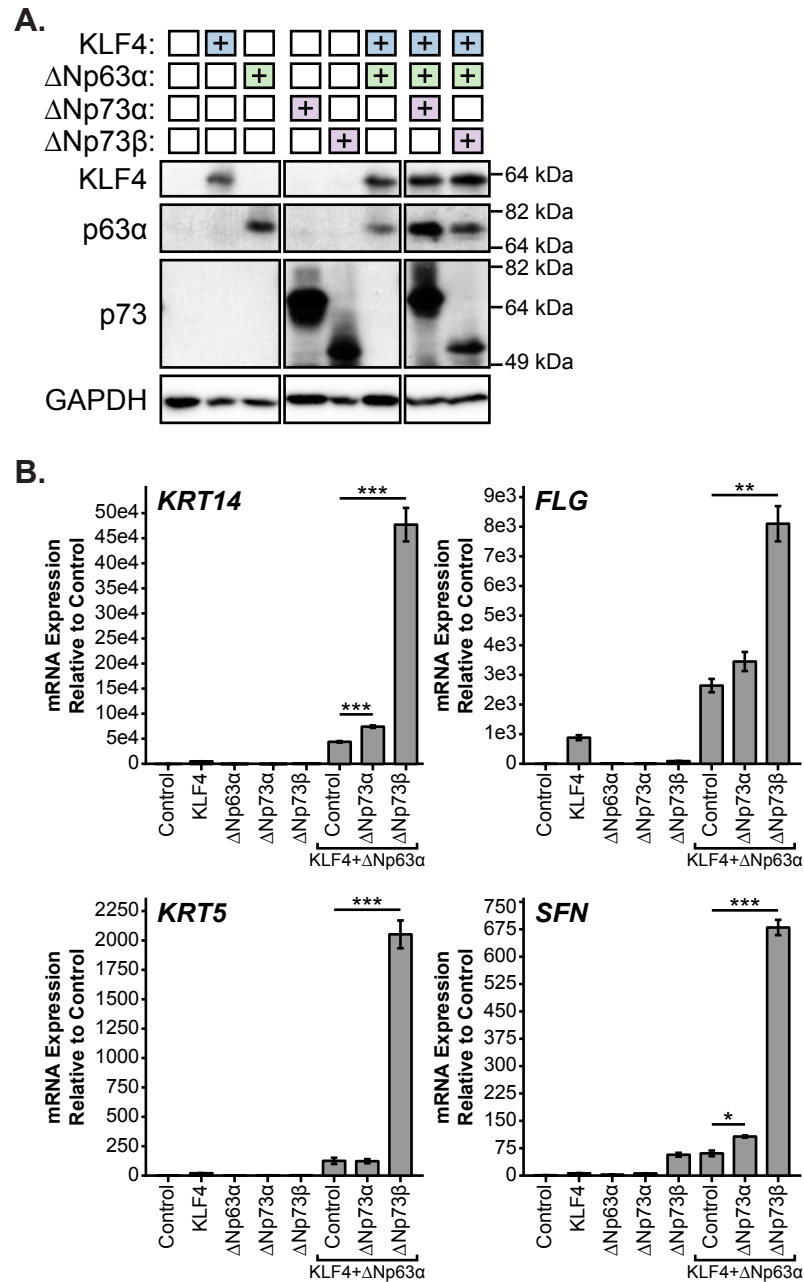 A.
KLF4: + + + +
ΔNp63α: + + + +
ΔNp73α: + +
ΔNp73β: + +
KLF4
64 kDa
p63α
82 kDa
64 kDa
p73
82 kDa
64 kDa
49 kDa
GAPDH
B.
KRT14
mRNA Expression
Relative to Control
50e4
45e4
40e4
35e4
30e4
25e4
20e4
15e4
10e4
5e4
0
***
***
Control
KLF4
ΔNp63α
ΔNp73α
ΔNp73β
Control
ΔNp73α
ΔNp73β
KLF4+ΔNp63α
FLG
mRNA Expression
Relative to Control
9e3
8e3
7e3
6e3
5e3
4e3
3e3
2e3
1e3
0
**
Control
KLF4
ΔNp63α
ΔNp73α
ΔNp73β
Control
ΔNp73α
ΔNp73β
KLF4+ΔNp63α
KRT5
mRNA Expression
Relative to Control
2250
2000
1750
1500
1250
1000
750
500
250
0
***
Control
KLF4
ΔNp63α
ΔNp73α
ΔNp73β
Control
ΔNp73α
ΔNp73β
KLF4+ΔNp63α
SFN
mRNA Expression
Relative to Control
750
675
600
525
450
375
300
225
150
75
0
***
*
Control
KLF4
ΔNp63α
ΔNp73α
ΔNp73β
Control
ΔNp73α
ΔNp73β
KLF4+ΔNp63α